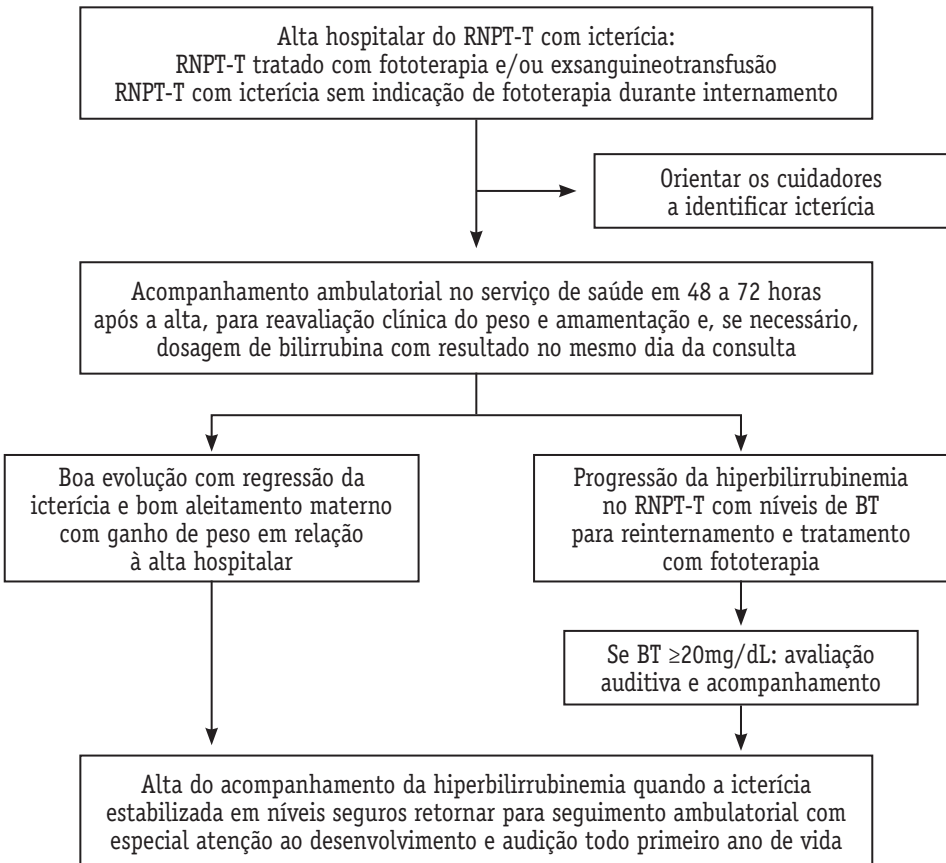 Alta hospitalar do RNPT-T com icterícia:
RNPT-T tratado com fototerapia e/ou exsanguineotransfusão
RNPT-T com icterícia sem indicação de fototerapia durante internamento
Orientar os cuidadores
a identificar icterícia
Acompanhamento ambulatorial no serviço de saúde em 48 a 72 horas
após a alta, para reavaliação clínica do peso e amamentação e, se necessário,
dosagem de bilirrubina com resultado no mesmo dia da consulta
Boa evolução com regressão da
icterícia e bom aleitamento materno
com ganho de peso em relação
à alta hospitalar
Progressão da hiperbilirrubinemia
no RNPT-T com níveis de BT
para reinternamento e tratamento
com fototerapia
Se BT ≥20mg/dL: avaliação
auditiva e acompanhamento
Alta do acompanhamento da hiperbilirrubinemia quando a icterícia
estabilizada em níveis seguros retornar para seguimento ambulatorial com
especial atenção ao desenvolvimento e audição todo primeiro ano de vida